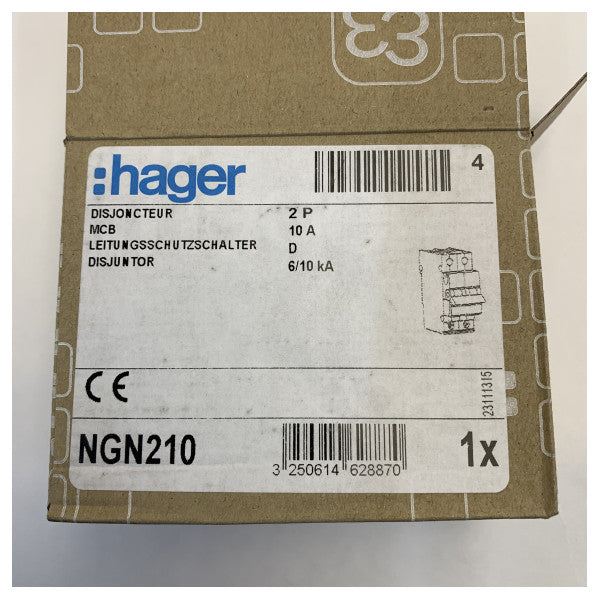 :hager
4
DISJONCTEUR 2 P
MCB 10 A
LEITUNGSSCHUTZSCHALTER D
DISJUNTOR 6/10 kA
CE
23111315
NGN210
3 250614 628870
1x